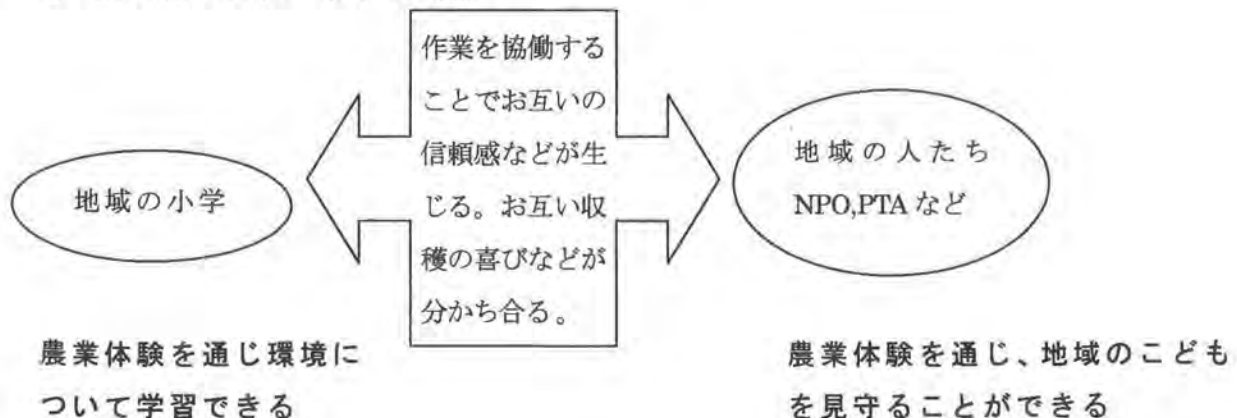 作業を協働する
ことでお互いの
信頼感などが生
じる。お互い収
穫の喜びなどが
分かち合る。
地域の小学
地域の人たち
NPO,PTAなど
農業体験を通じ環境に
ついて学習できる
農業体験を通じ、地域のこども
を見守ることができる